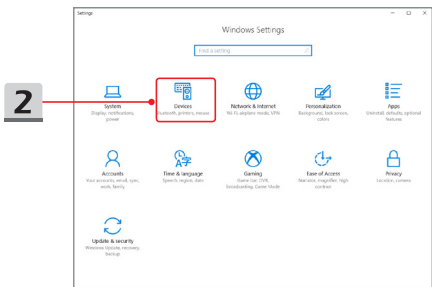 Settings
Windows Settings
Find a setting
2
System
Display, notifications,
power
Devices
Bluetooth, printers, mouse
Network & Internet
Wi-Fi, airplane mode, VPN
Personalization
Background, lock screen,
colors
Apps
Uninstall, defaults, optional
features
Accounts
Your accounts, email, sync,
work, family
Time & language
Speech, region, date
Gaming
Game bar, DVR,
broadcasting, Game Mode
Ease of Access
Narrator, magnifier, high
contrast
Privacy
Location, camera
Update & security
Windows Update, recovery,
backup